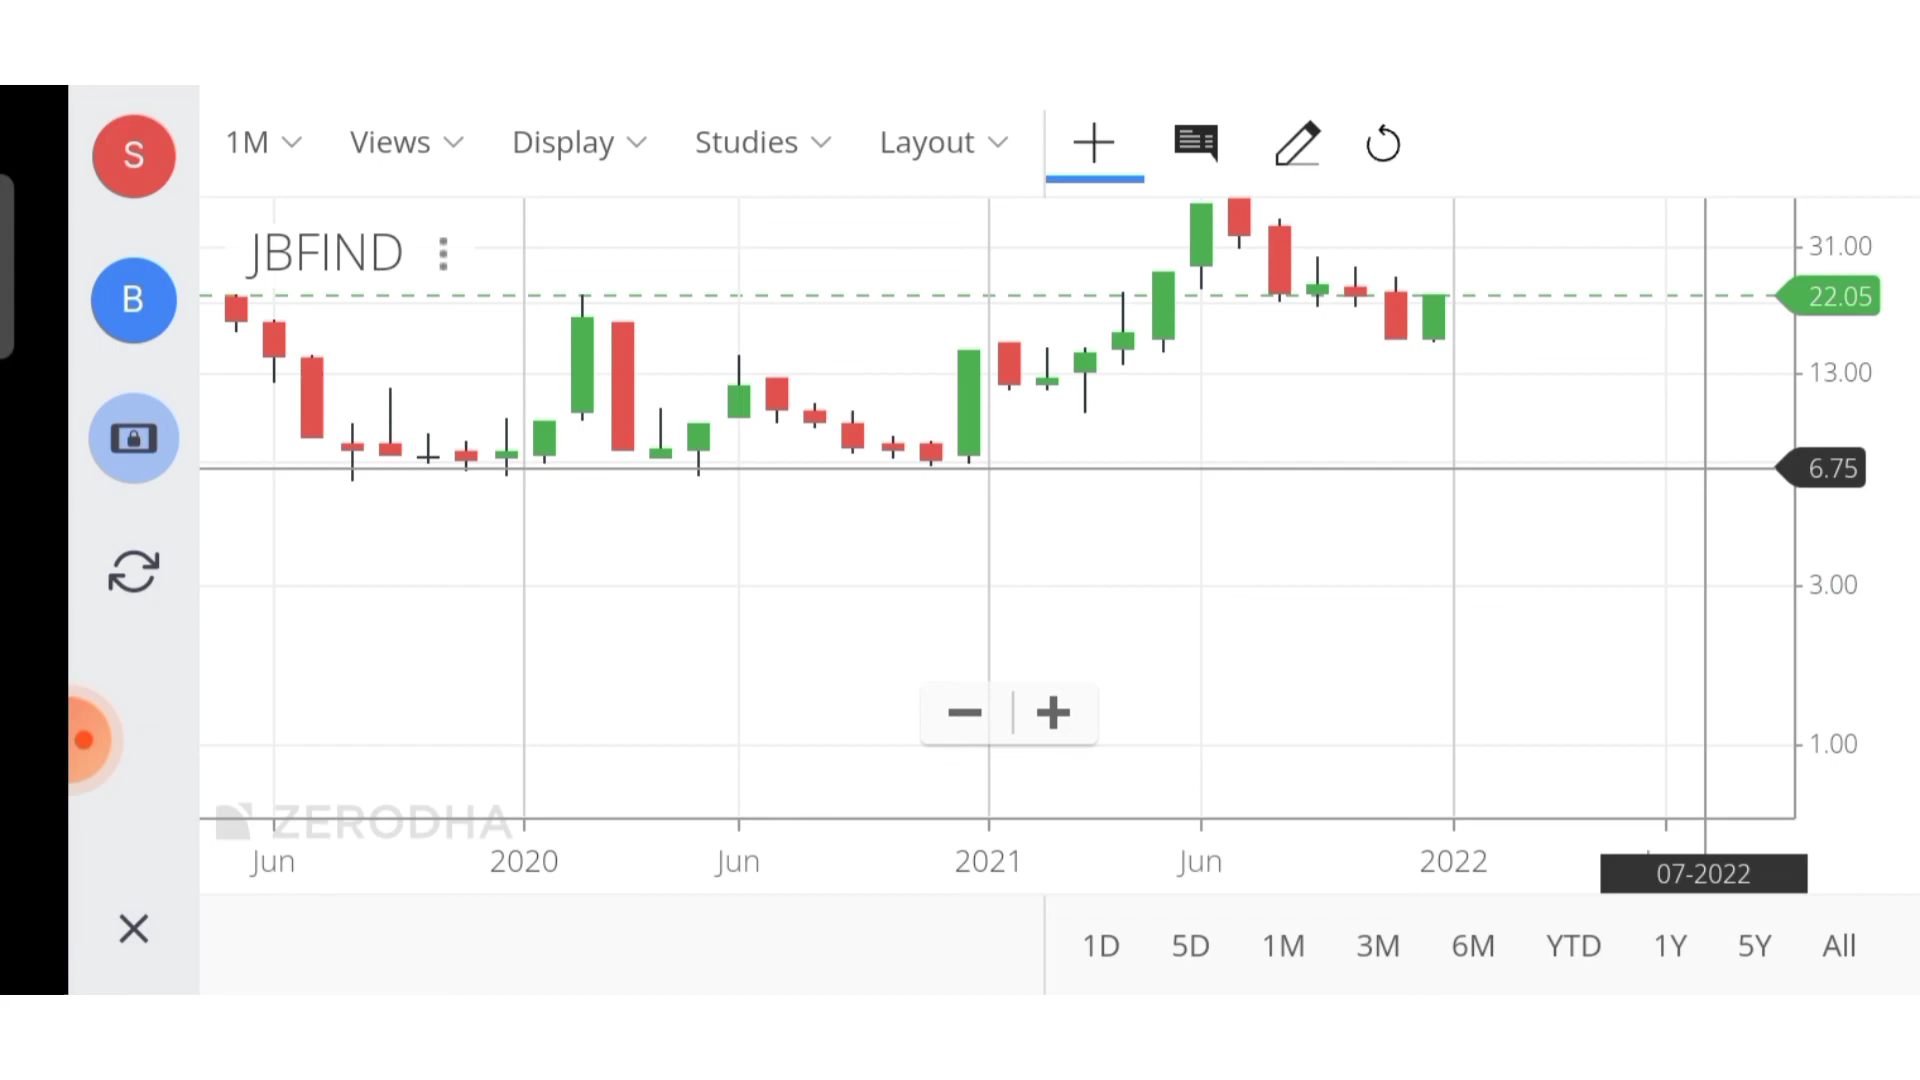 S
1M Views Display Studies Layout
JBFIND
31.00
B
22.05
13.00
6.75
3.00
1.00
ZERODHA
Jun 2020 Jun 2021 Jun 2022
07-2022
1D 5D 1M 3M 6M YTD 1Y 5Y All